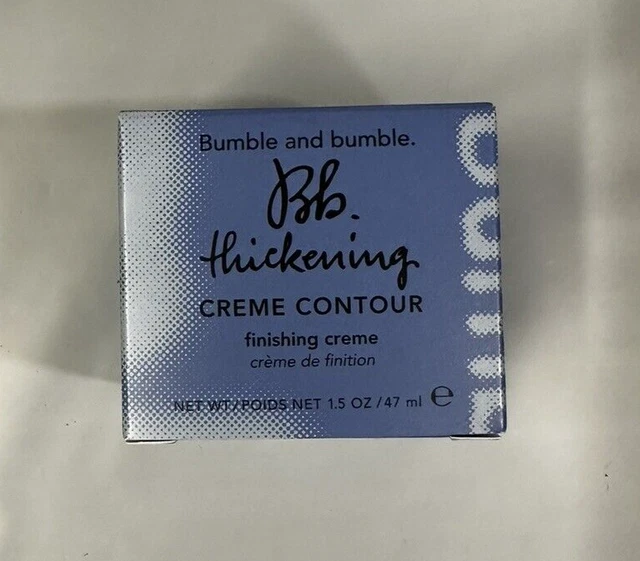 Bumble and bumble.
Bb.
thickening
CREME CONTOUR
finishing creme
crème de finition
NET WT/POIDS NET 1.5 OZ/47 ml e